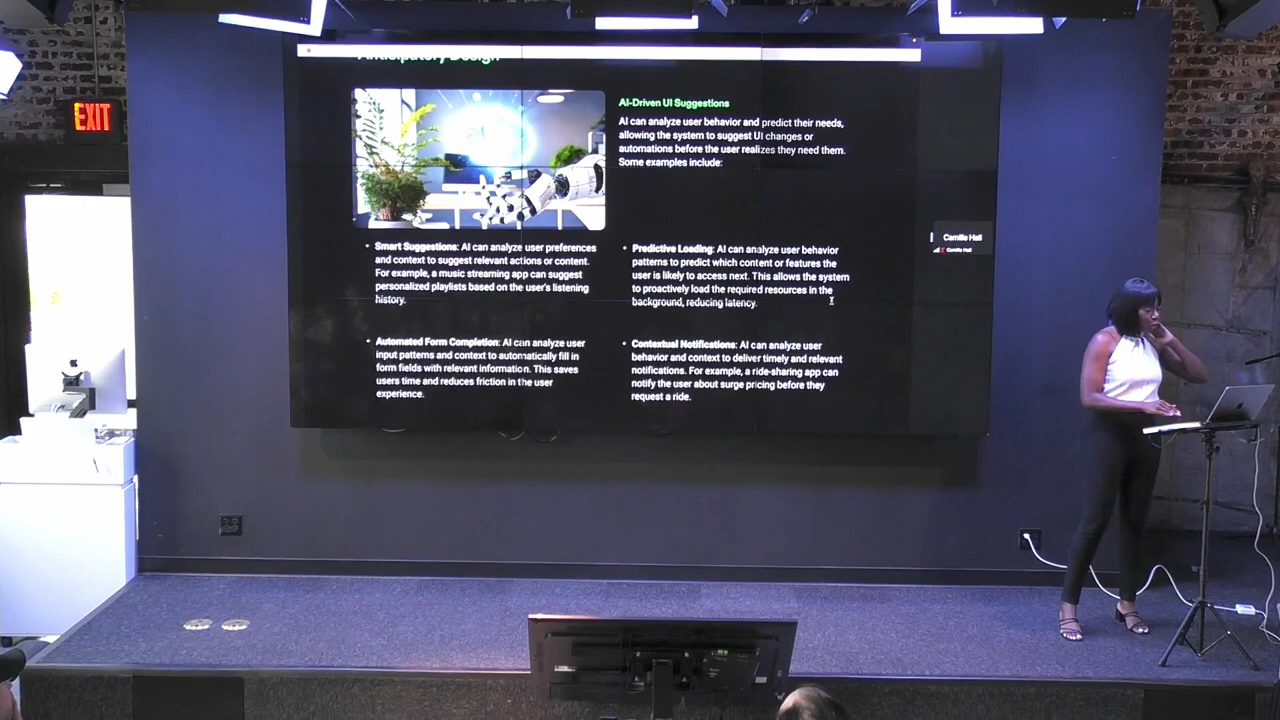 EXIT
Anticipatory Design
AI-Driven UI Suggestions
AI can analyze user behavior and predict their needs,
allowing the system to suggest UI changes or
automations before the user realizes they need them.
Some examples include:
• Smart Suggestions: AI can analyze user preferences
and context to suggest relevant actions or content.
For example, a music streaming app can suggest
personalized playlists based on the user's listening
history.
• Predictive Loading: AI can analyze user behavior
patterns to predict which content or features the
user is likely to access next. This allows the system
to proactively load the required resources in the
background, reducing latency.
• Automated Form Completion: AI can analyze user
input patterns and context to automatically fill in
form fields with relevant information. This saves
users time and reduces friction in the user
experience.
• Contextual Notifications: AI can analyze user
behavior and context to deliver timely and relevant
notifications. For example, a ride-sharing app can
notify the user about surge pricing before they
request a ride.
Camille Hall
Camille Hall